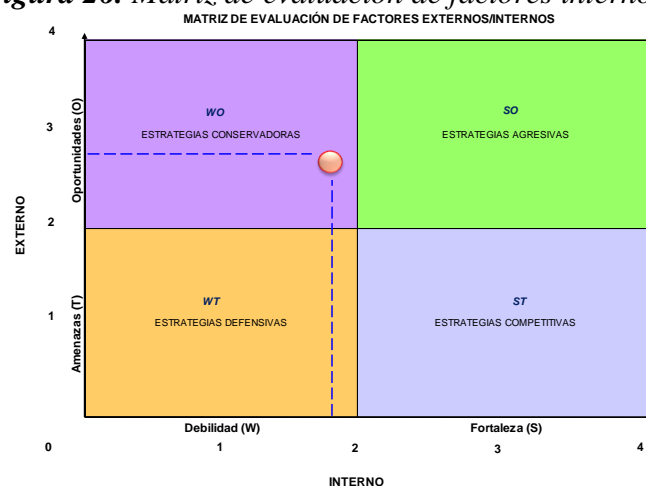 igura 26. Matriz de evaluación de factores interno
MATRIZ DE EVALUACIÓN DE FACTORES EXTERNOS/INTERNOS
4
3
2
1
0
EXTERNO
Oportunidades (O)
Amenazas (T)
WO
ESTRATEGIAS CONSERVADORAS
SO
ESTRATEGIAS AGRESIVAS
WT
ESTRATEGIAS DEFENSIVAS
ST
ESTRATEGIAS COMPETITIVAS
Debilidad (W)
Fortaleza (S)
1
2
3
4
INTERNO